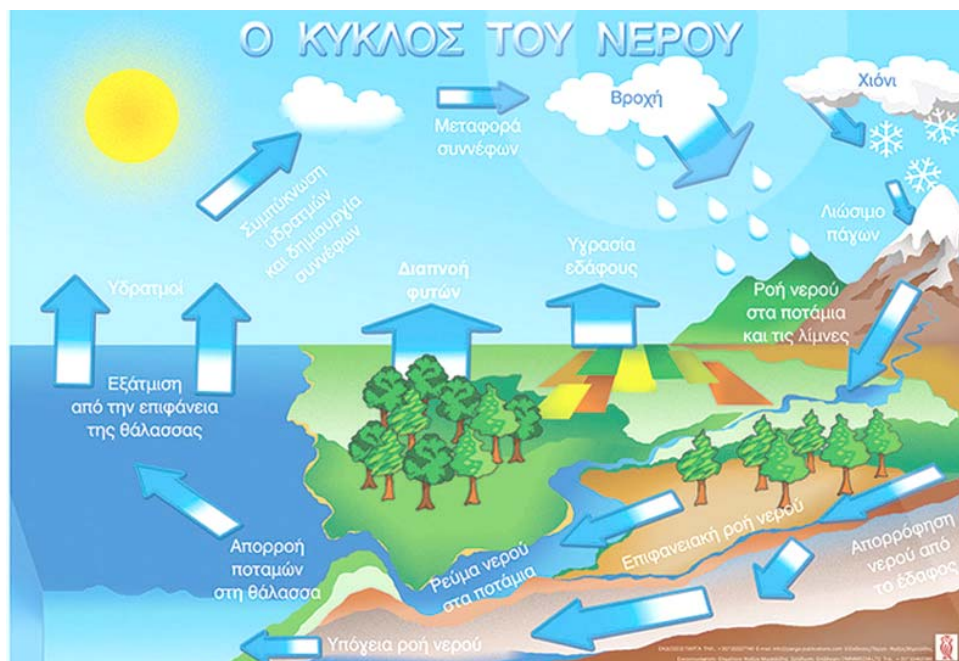 Ο ΚΥΚΛΟΣ ΤΟΥ ΝΕΡΟΥ
Βροχή
Χιόνι
Μεταφορά
συννέφων
Συμπύκνωση
υδρατμών
και δημιουργία
συννέφων
Λιώσιμο
πάγων
Υγρασία
εδάφους
Διαπνοή
φυτών
Υδρατμοί
Ροή νερού
στα ποτάμια
και τις λίμνες
Εξάτμιση
από την επιφάνεια
της θάλασσας
Απορροή
ποταμών
στη θάλασσα
Ρεύμα νερού
στα ποτάμια
Επιφανειακή ροή νερού
Απορρόφηση
νερού από
το έδαφος
Υπόγεια ροή νερού